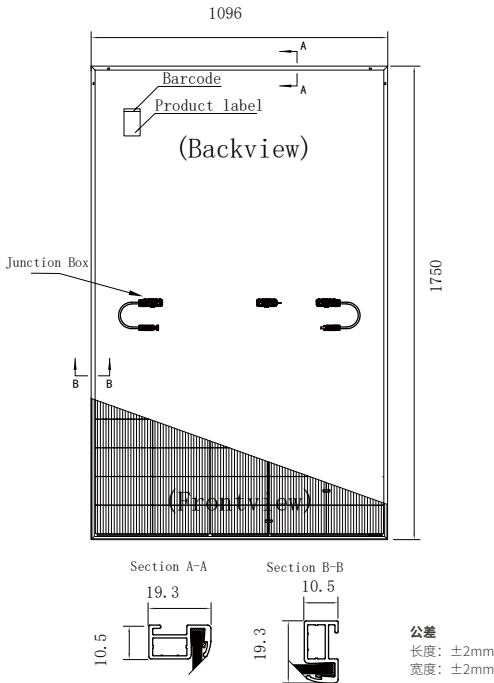 1096
A
A
Barcode
Product label
(Backview)
Junction Box
1750
B
B
(Frontview)
Section A-A
Section B-B
19.3
10.5
10.5
19.3
公差
长度：±2mm
宽度：±2mm